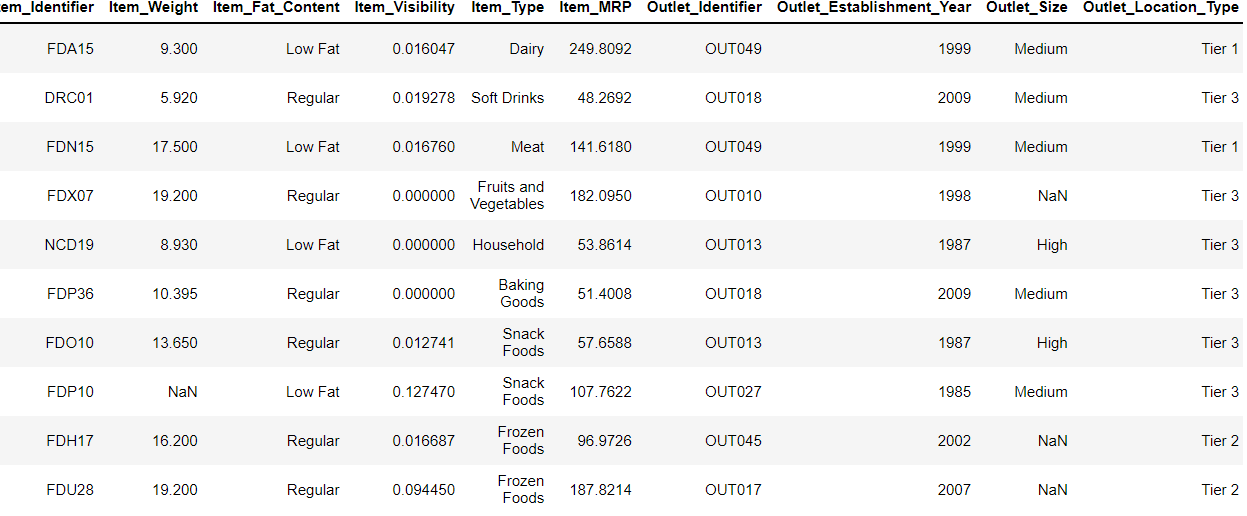 em_Identifier Item_Weight Item_Fat_Content Item_Visibility Item_Type Item_MRP Outlet_Identifier Outlet_Establishment_Year Outlet_Size Outlet_Location_Type
FDA15 9.300 Low Fat 0.016047 Dairy 249.8092 OUT049 1999 Medium Tier 1
DRC01 5.920 Regular 0.019278 Soft Drinks 48.2692 OUT018 2009 Medium Tier 3
FDN15 17.500 Low Fat 0.016760 Meat 141.6180 OUT049 1999 Medium Tier 1
FDX07 19.200 Regular 0.000000 Fruits and Vegetables 182.0950 OUT010 1998 NaN Tier 3
NCD19 8.930 Low Fat 0.000000 Household 53.8614 OUT013 1987 High Tier 3
FDP36 10.395 Regular 0.000000 Baking Goods 51.4008 OUT018 2009 Medium Tier 3
FDO10 13.650 Regular 0.012741 Snack Foods 57.6588 OUT013 1987 High Tier 3
FDP10 NaN Low Fat 0.127470 Snack Foods 107.7622 OUT027 1985 Medium Tier 3
FDH17 16.200 Regular 0.016687 Frozen Foods 96.9726 OUT045 2002 NaN Tier 2
FDU28 19.200 Regular 0.094450 Frozen Foods 187.8214 OUT017 2007 NaN Tier 2